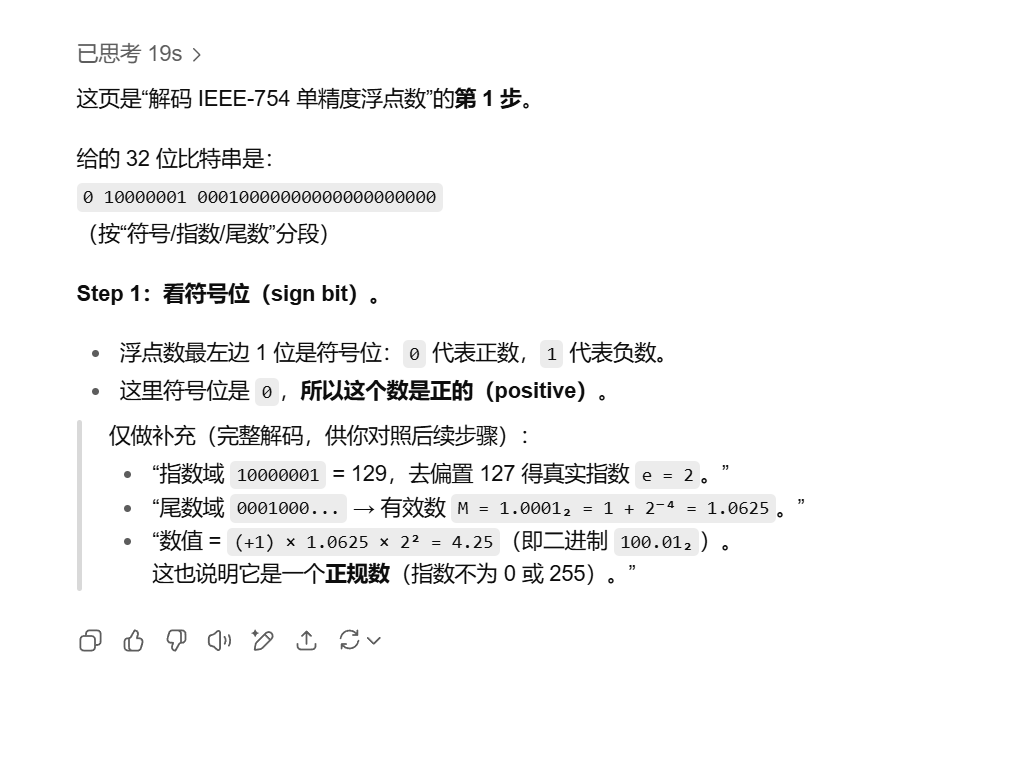 已思考 19s >
这页是“解码 IEEE-754 单精度浮点数”的第 1 步。
给的 32 位比特串是：
0 10000001 00010000000000000000000
（按“符号/指数/尾数”分段）
Step 1：看符号位（sign bit）。
• 浮点数最左边 1 位是符号位：0 代表正数，1 代表负数。
• 这里符号位是 0，所以这个数是正的（positive）。
仅做补充（完整解码，供你对照后续步骤）：
• “指数域 10000001 = 129，去偏置 127 得真实指数 e = 2。”
• “尾数域 0001000... → 有效数 M = 1.0001₂ = 1 + 2⁻⁴ = 1.0625。”
• “数值 = (+1) × 1.0625 × 2² = 4.25（即二进制 100.01₂）。
这也说明它是一个正规数（指数不为 0 或 255）。”